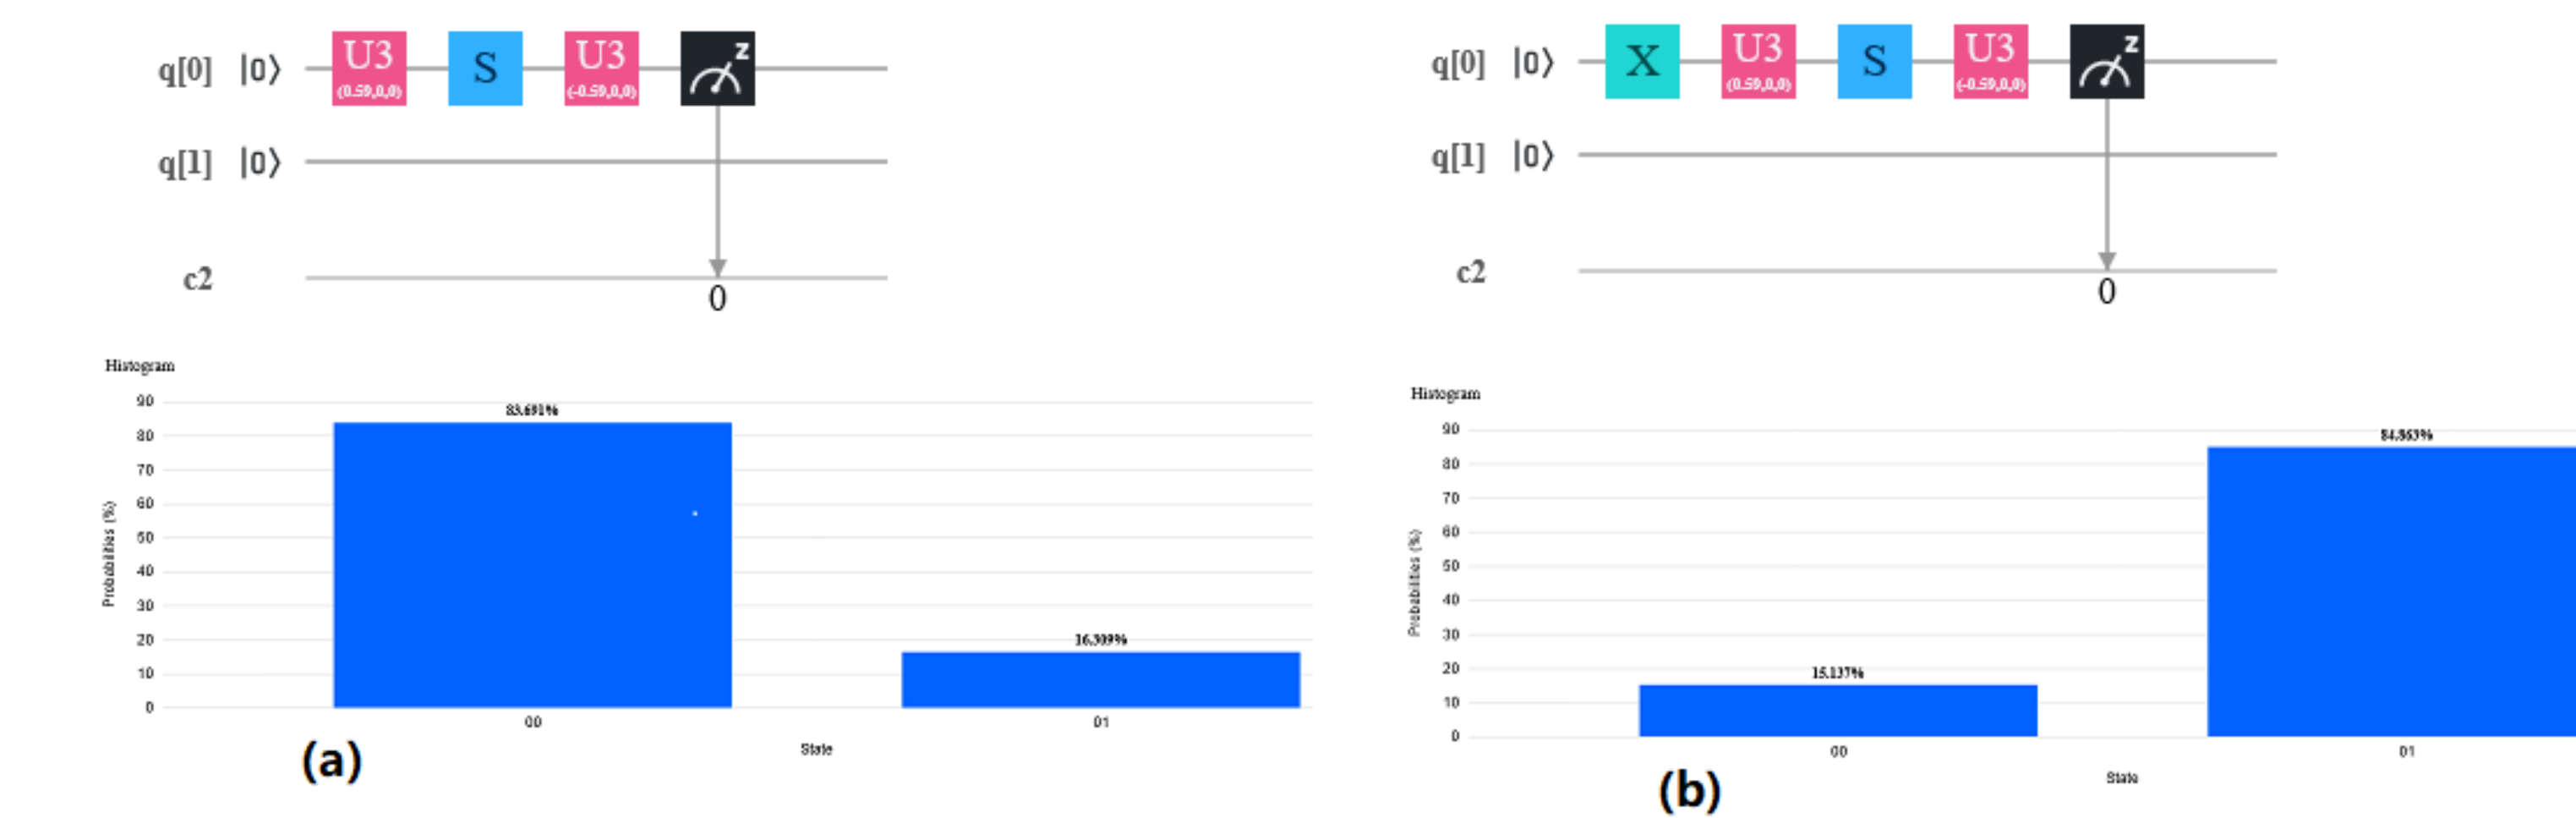 U3
(0.59,0,0)
S
U3
(-0.59,0,0)
z
q[0] |0⟩
q[1] |0⟩
c2
0
Histogram
90
80
70
60
50
40
30
20
10
0
Probabilities (%)
83.691%
16.309%
00
01
State
(a)
X
U3
(0.59,0,0)
S
U3
(-0.59,0,0)
z
q[0] |0⟩
q[1] |0⟩
c2
0
Histogram
90
80
70
60
50
40
30
20
10
0
Probabilities (%)
15.137%
84.863%
00
01
State
(b)